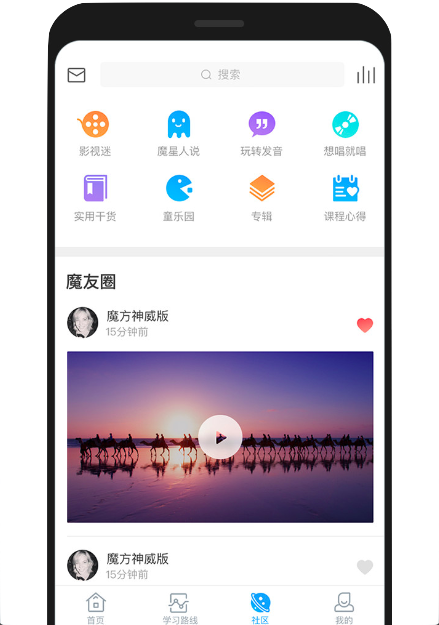 搜索
影视迷 魔星人说 玩转发音 想唱就唱
实用干货 童乐园 专辑 课程心得
魔友圈
魔方神威版
15分钟前
魔方神威版
15分钟前
首页 学习路线 社区 我的